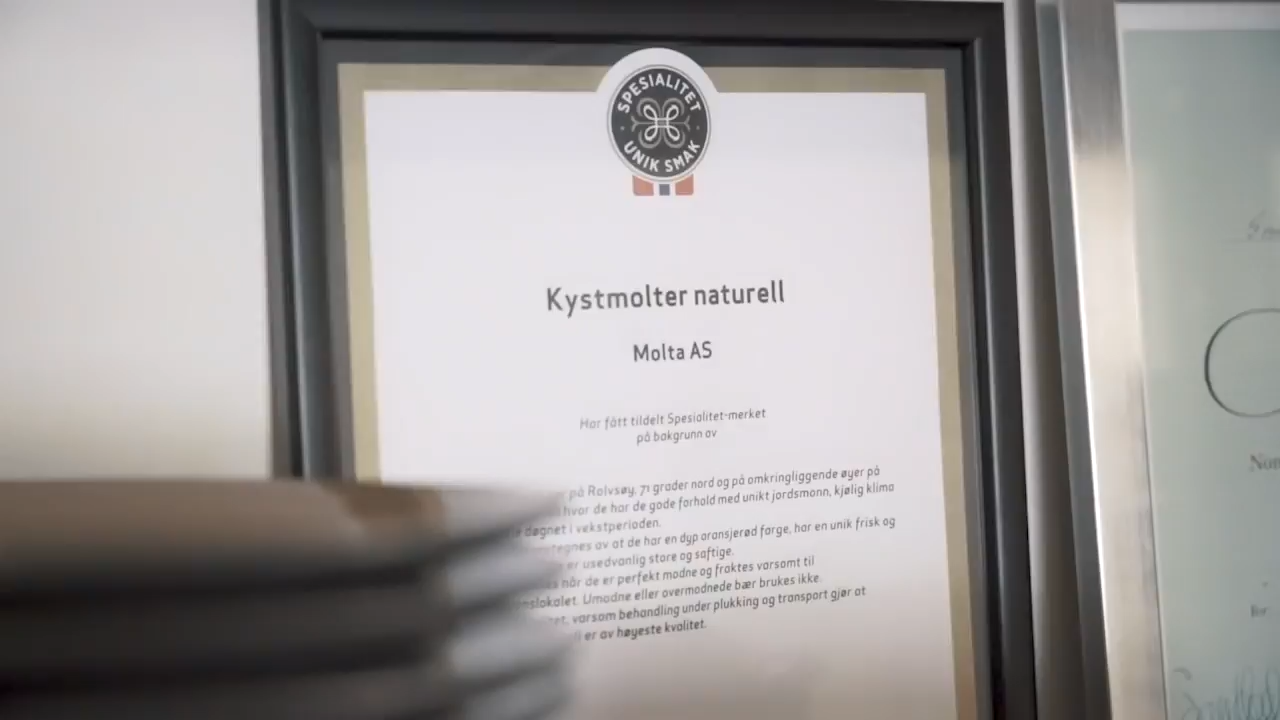 SPESIALITET
UNIK SMAK
Kystmolter naturell
Molta AS
Har fått tildelt Spesialitet-merket
på bakgrunn av
på Rolvsøy, 71 grader nord og på omkringliggende øyer på
hvor de har de gode forhold med unikt jordsmonn, kjølig klima
døgnet i vekstperioden.
av at de har en dyp oransjerød farge, har en unik frisk og
er usedvanlig store og saftige.
når de er perfekt modne og fraktes varsomt til
Umodne eller overmodnede bær brukes ikke.
varsom behandling under plukking og transport gjør at
er av høyeste kvalitet.